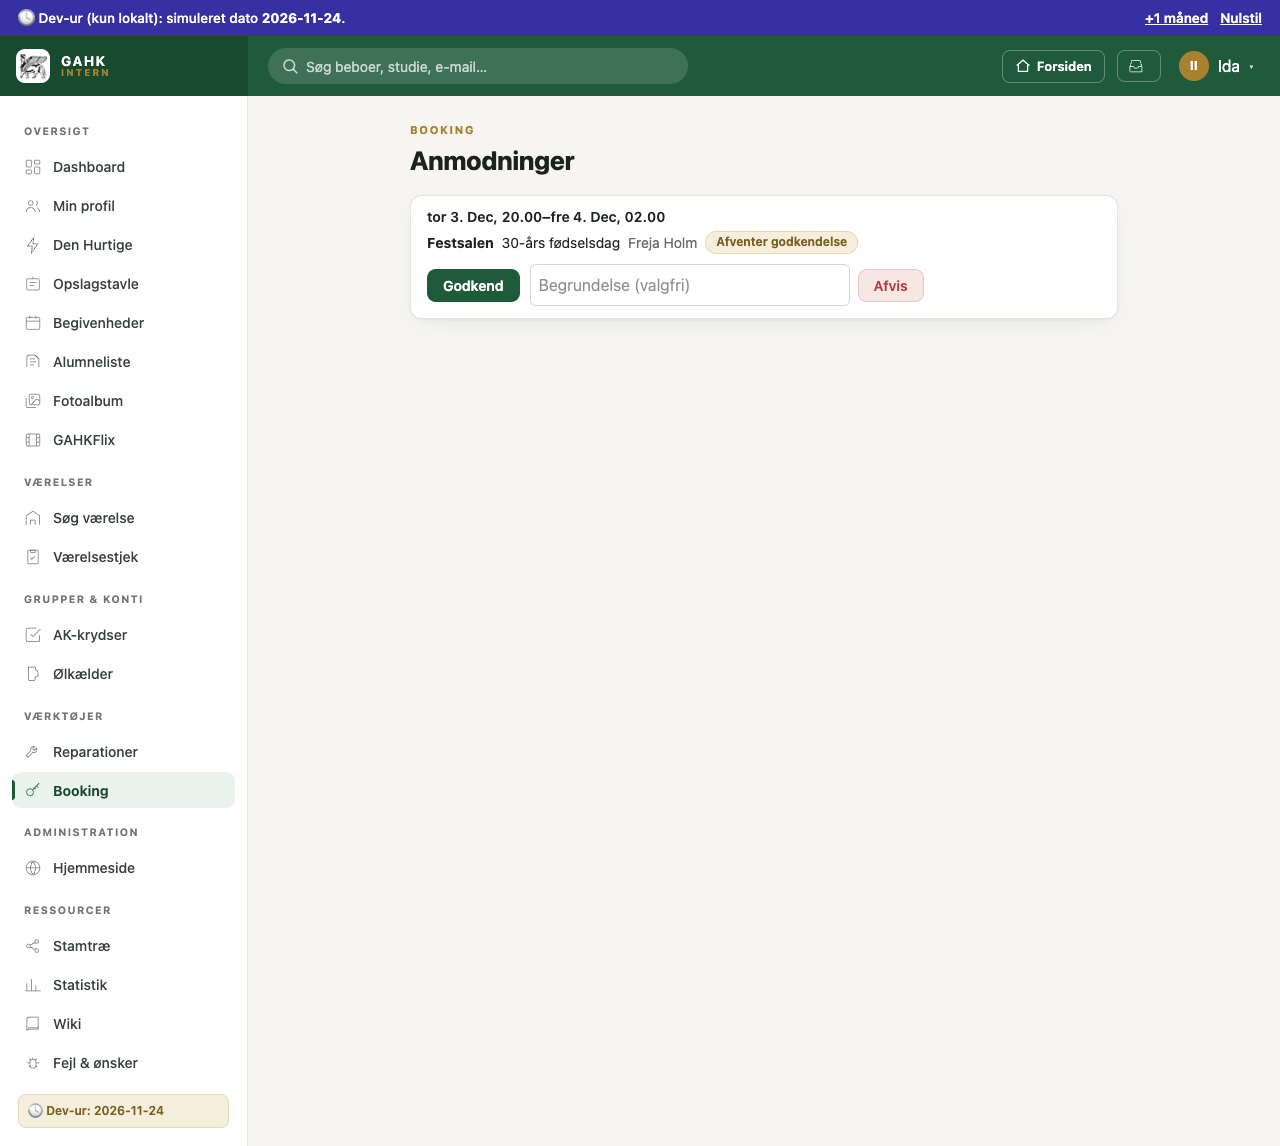 Dev-ur (kun lokalt): simuleret dato 2026-11-24.
+1 måned Nulstil
GAHK
INTERN
Søg beboer, studie, e-mail...
Forsiden
II Ida
OVERSIGT
Dashboard
Min profil
Den Hurtige
Opslagstavle
Begivenheder
Alumneliste
Fotoalbum
GAHKFlix
VÆRELSER
Søg værelse
Værelsestjek
GRUPPER & KONTI
AK-krydser
Ølkælder
VÆRKTØJER
Reparationer
Booking
ADMINISTRATION
Hjemmeside
RESSOURCER
Stamtræ
Statistik
Wiki
Fejl & ønsker
Dev-ur: 2026-11-24
BOOKING
Anmodninger
tor 3. Dec, 20.00–fre 4. Dec, 02.00
Festsalen 30-års fødselsdag Freja Holm Afventer godkendelse
Godkend Begrundelse (valgfri) Afvis